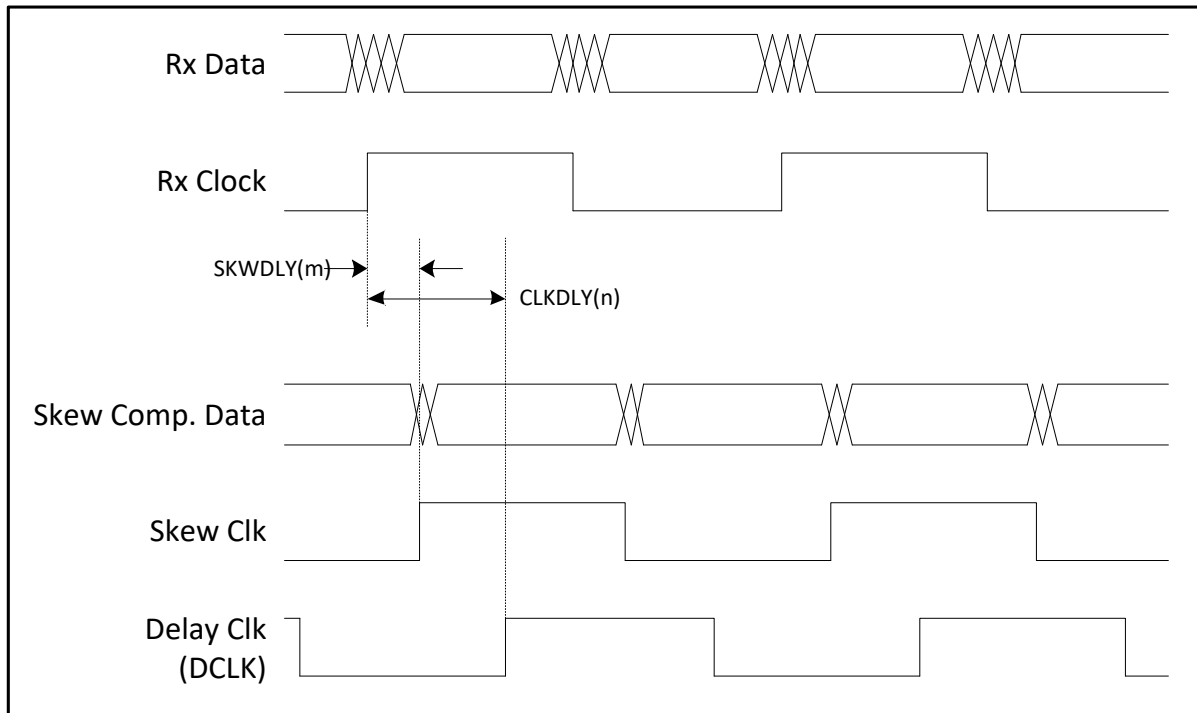 Rx Data
Rx Clock
SKWDLY(m)
CLKDLY(n)
Skew Comp. Data
Skew Clk
Delay Clk
(DCLK)